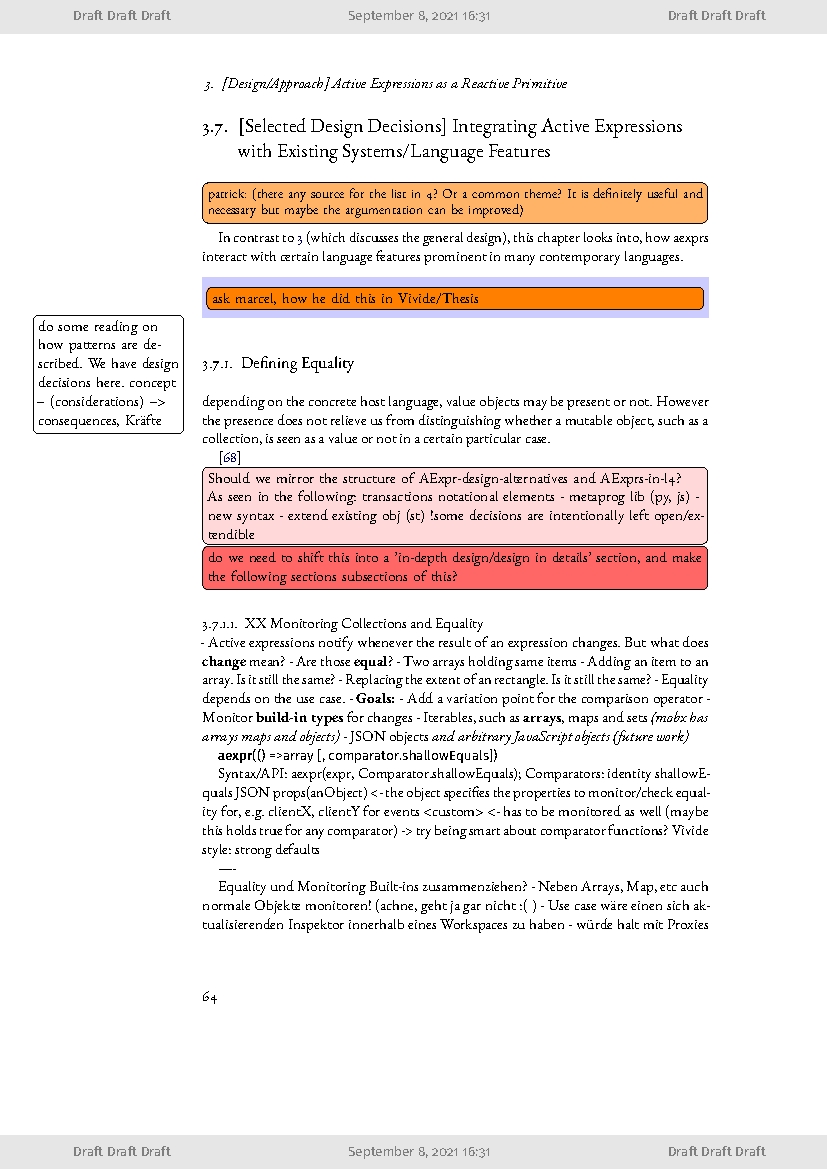 Draft Draft Draft September 8, 2021 16:31 Draft Draft Draft
3. [Design/Approach] Active Expressions as a Reactive Primitive
3.7. [Selected Design Decisions] Integrating Active Expressions
with Existing Systems/Language Features
patrick: (there any source for the list in 4? Or a common theme? It is definitely useful and
necessary but maybe the argumentation can be improved)
In contrast to 3 (which discusses the general design), this chapter looks into, how aexprs
interact with certain language features prominent in many contemporary languages.
ask marcel, how he did this in Vivide/Thesis
do some reading on
how patterns are de-
scribed. We have design
decisions here. concept
– (considerations) –>
consequences, Kräfte
3.7.1. Defining Equality
depending on the concrete host language, value objects may be present or not. However
the presence does not relieve us from distinguishing whether a mutable object, such as a
collection, is seen as a value or not in a certain particular case.
[68]
Should we mirror the structure of AExpr-design-alternatives and AExprs-in-l4?
As seen in the following: transactions notational elements - metaprog lib (py, js) -
new syntax - extend existing obj (st) !some decisions are intentionally left open/ex-
tendible
do we need to shift this into a ’in-depth design/design in details’ section, and make
the following sections subsections of this?
3.7.1.1. XX Monitoring Collections and Equality
- Active expressions notify whenever the result of an expression changes. But what does
change mean? - Are those equal? - Two arrays holding same items - Adding an item to an
array. Is it still the same? - Replacing the extent of an rectangle. Is it still the same? - Equality
depends on the use case. - Goals: - Add a variation point for the comparison operator -
Monitor build-in types for changes - Iterables, such as arrays, maps and sets (mobx has
arrays maps and objects) - JSON objects and arbitrary JavaScript objects (future work)
aexpr(() =>array [, comparator.shallowEquals])
Syntax/API: aexpr(expr, Comparator.shallowEquals); Comparators: identity shallowE-
quals JSON props(anObject) <- the object specifies the properties to monitor/check equal-
ity for, e.g. clientX, clientY for events <custom> <- has to be monitored as well (maybe
this holds true for any comparator) -> try being smart about comparator functions? Vivide
style: strong defaults
—-
Equality und Monitoring Built-ins zusammenziehen? - Neben Arrays, Map, etc auch
normale Objekte monitoren! (achne, geht ja gar nicht :( ) - Use case wäre einen sich ak-
tualisierenden Inspektor innerhalb eines Workspaces zu haben - würde halt mit Proxies
64
Draft Draft Draft September 8, 2021 16:31 Draft Draft Draft